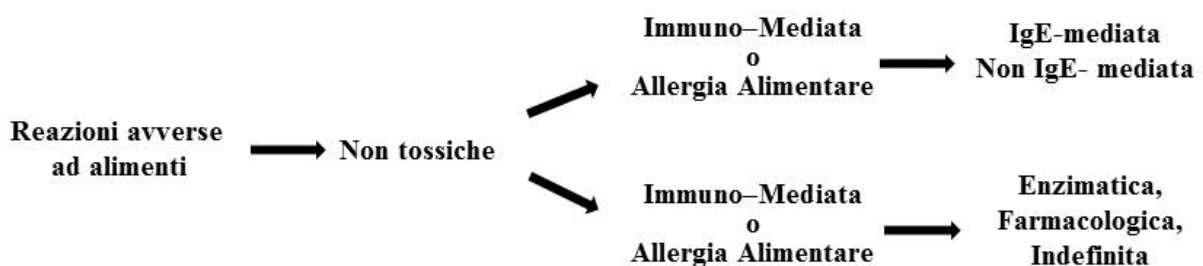 Reazioni avverse
ad alimenti
Non tossiche
Immuno–Mediata
o
Allergia Alimentare
IgE-mediata
Non IgE- mediata
Immuno–Mediata
o
Allergia Alimentare
Enzimatica,
Farmacologica,
Indefinita